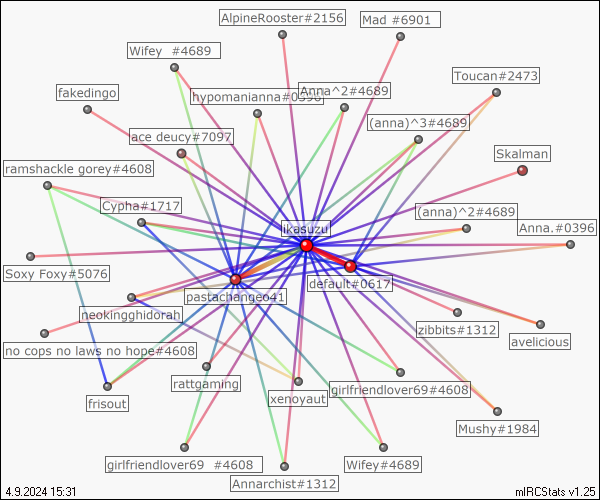 AlpineRooster#2156
Mad #6901
Wifey #4689
Toucan#2473
fakedingo
hypomanianna#0396
Anna^2#4689
(anna)^3#4689
ace deucy#7097
Skalman
ramshackle gorey#4608
Cypha#1717
(anna)^2#4689
ikasuzu
Anna.#0396
Soxy Foxy#5076
default#0617
pastachangeo41
neokingghidorah
zibbits#1312
avelicious
no cops no laws no hope#4608
rattgaming
girlfriendlover69#4608
frisout
xenoyaut
Mushy#1984
girlfriendlover69 #4608
Wifey#4689
Annarchist#1312
4.9.2024 15:31
mIRCStats v1.25